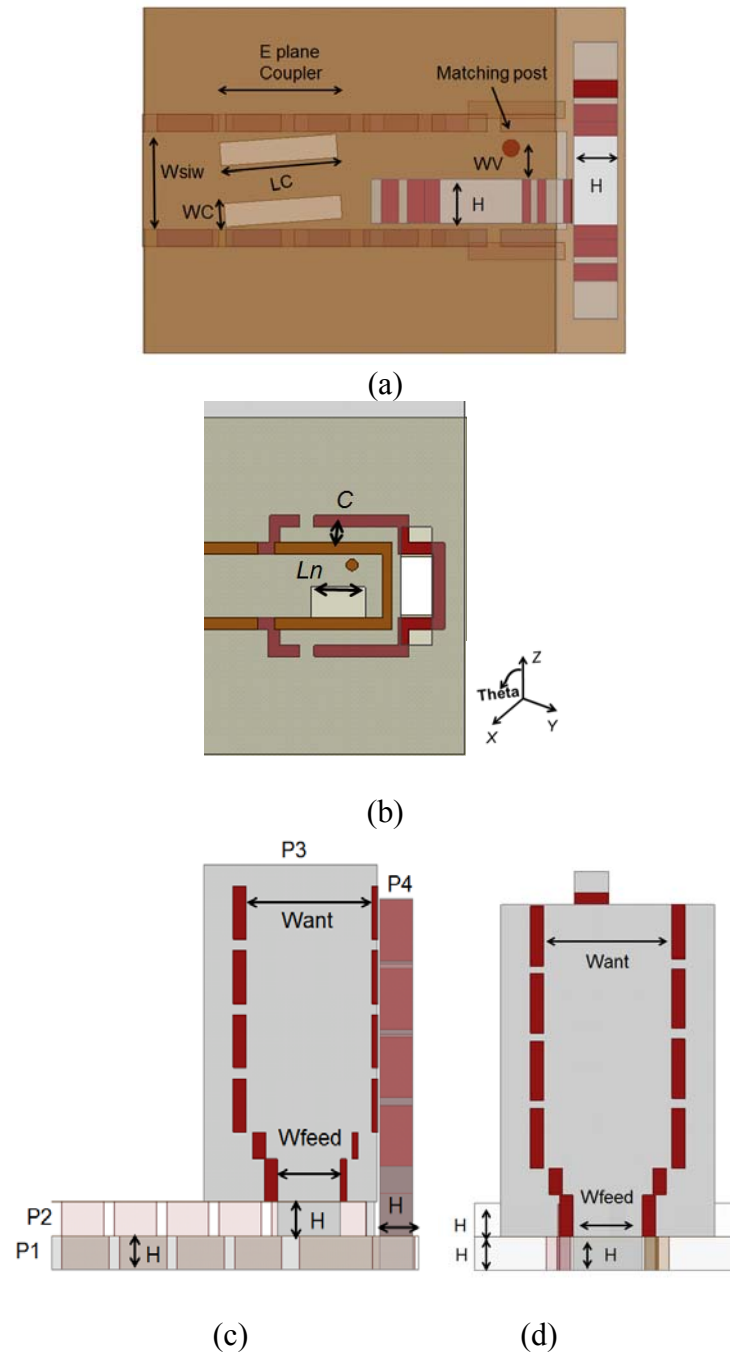 E plane
Coupler
Matching post
Wsiw
LC
WC
WV
H
H
(a)
C
Ln
Z
Theta
X
Y
(b)
P3
P4
Want
Wfeed
P2
H
H
P1
H
Want
Wfeed
H
H
H
(c)
(d)